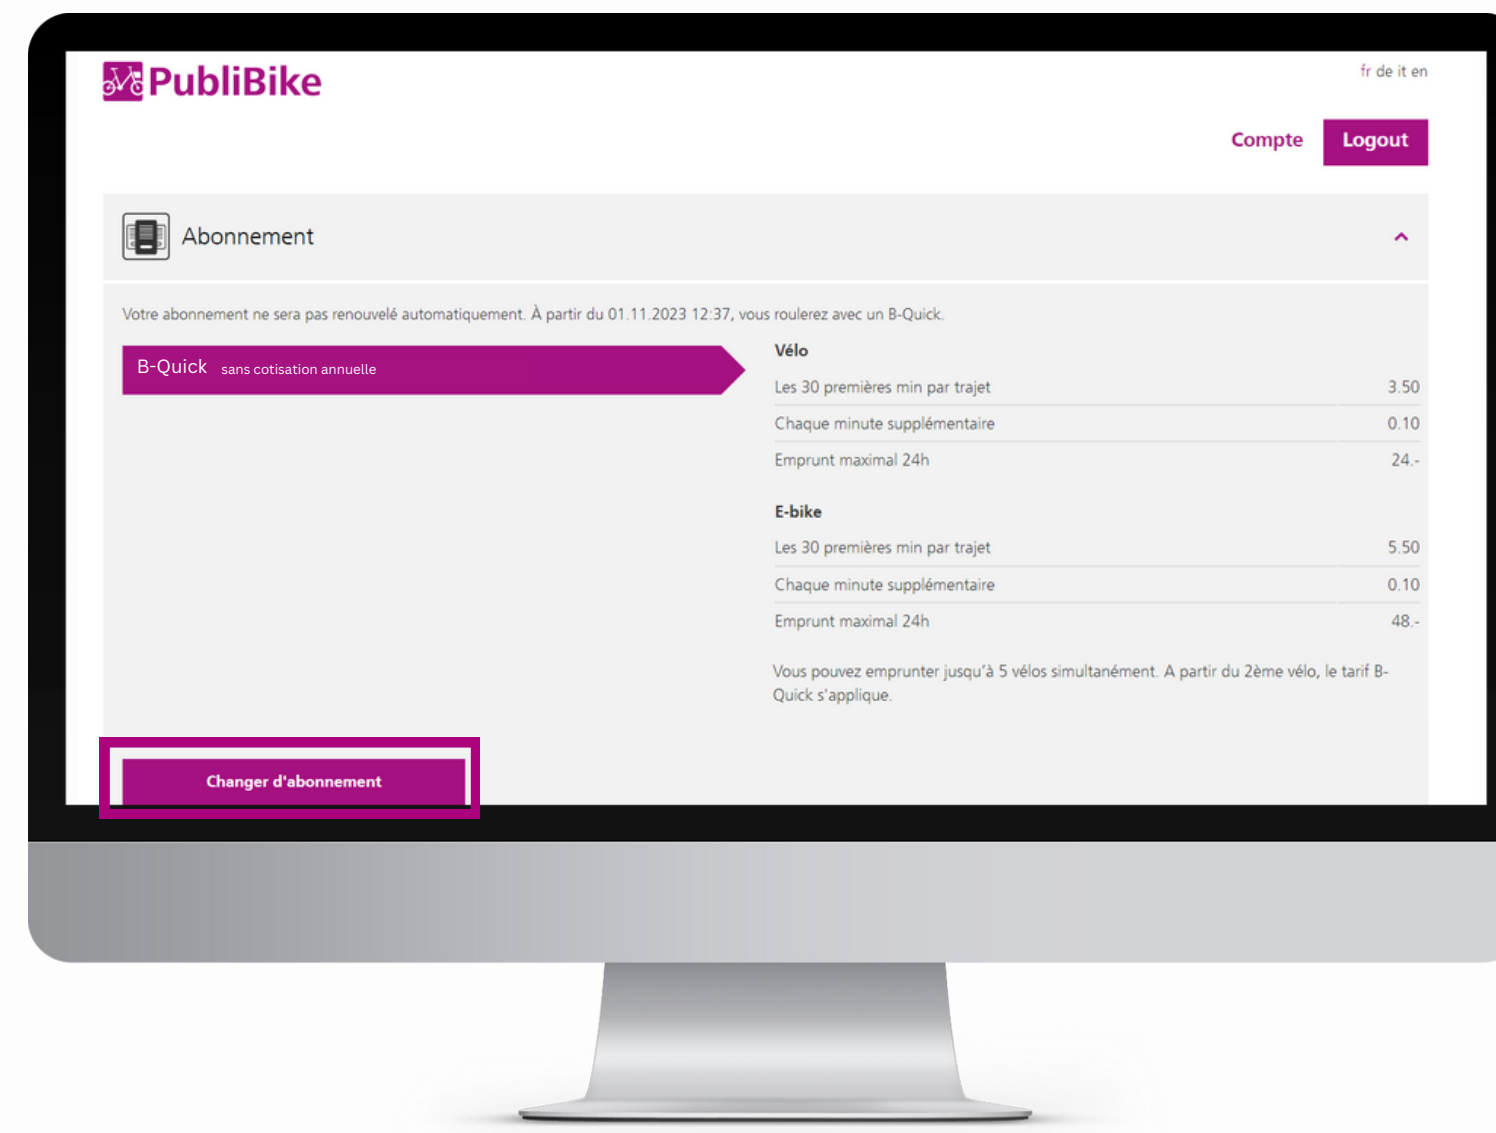 PubliBike
fr de it en
Compte
Logout
Abonnement
Votre abonnement ne sera pas renouvelé automatiquement. À partir du 01.11.2023 12:37, vous roulerez avec un B-Quick.
B-Quick sans cotisation annuelle
Vélo
Les 30 premières min par trajet 3.50
Chaque minute supplémentaire 0.10
Emprunt maximal 24h 24.-
E-bike
Les 30 premières min par trajet 5.50
Chaque minute supplémentaire 0.10
Emprunt maximal 24h 48.-
Vous pouvez emprunter jusqu'à 5 vélos simultanément. A partir du 2ème vélo, le tarif B-
Quick s'applique.
Changer d'abonnement